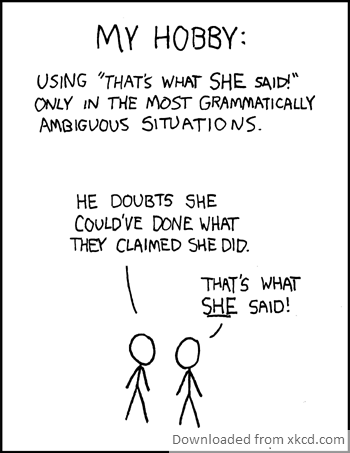 MY HOBBY:
USING "THAT'S WHAT SHE SAID!"
ONLY IN THE MOST GRAMMATICALLY
AMBIGUOUS SITUATIONS.
HE DOUBTS SHE
COULD'VE DONE WHAT
THEY CLAIMED SHE DID.
THAT'S WHAT
SHE SAID!
Downloaded from xkcd.com